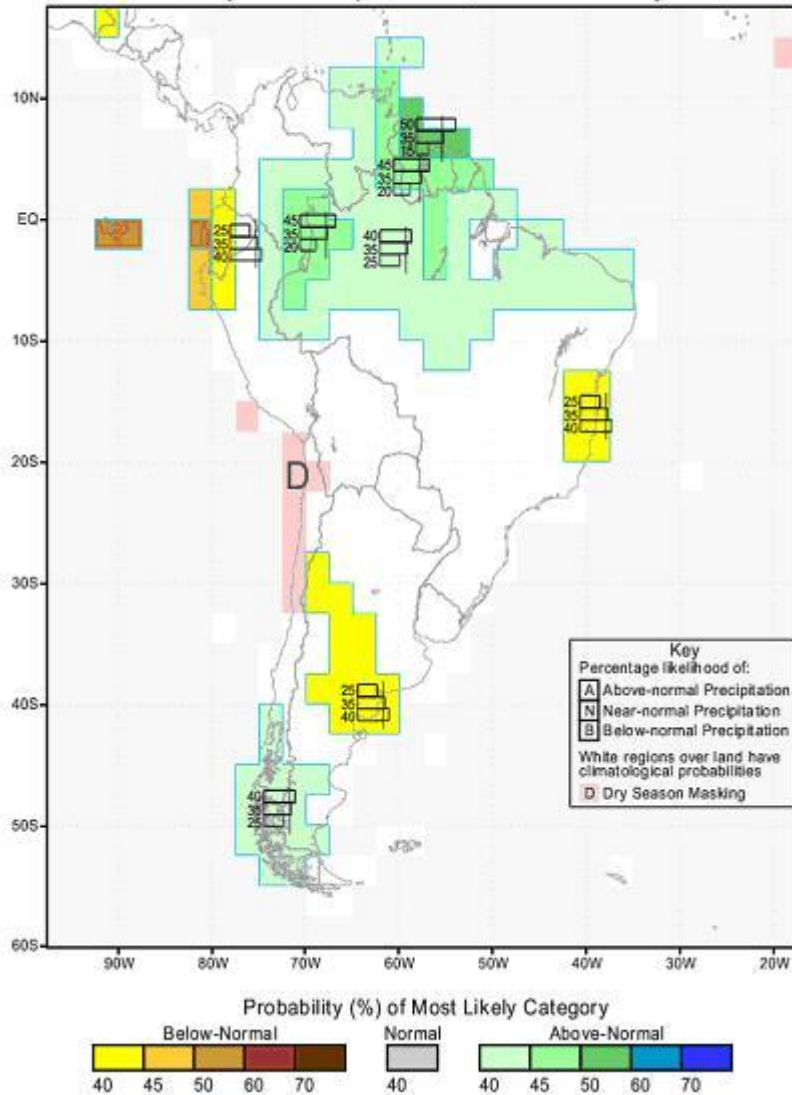 10N
EQ
10S
20S
30S
40S
50S
60S
90W 80W 70W 60W 50W 40W 30W 20W
50
35
15
45
35
20
45
35
20
40
35
25
25
35
40
25
35
40
25
35
40
45
D
Key
Percentage likelihood of:
A Above-normal Precipitation
N Near-normal Precipitation
B Below-normal Precipitation
White regions over land have
climatological probabilities
D Dry Season Masking
Probability (%) of Most Likely Category
Below-Normal Normal Above-Normal
40 45 50 60 70 40 40 45 50 60 70